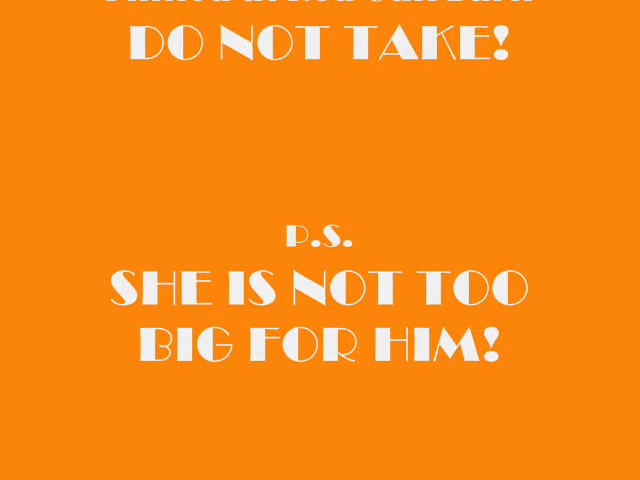 DO NOT TAKE!
P.S.
SHE IS NOT TOO
BIG FOR HIM!